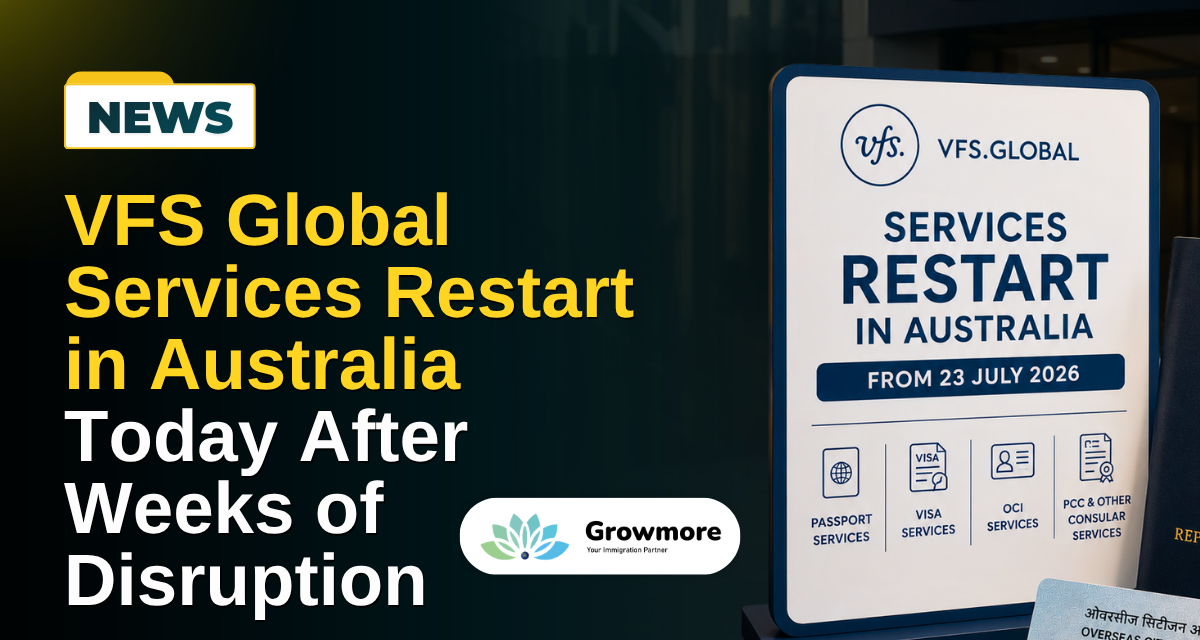 NEWS
VFS Global
Services Restart
in Australia
Today After
Weeks of
Disruption
Growmore
Your Immigration Partner
vfs.
VFS.GLOBAL
SERVICES
RESTART
IN AUSTRALIA
FROM 23 JULY 2026
VISA
PASSPORT
SERVICES
VISA
SERVICES
OCI
SERVICES
PCC & OTHER
CONSULAR
SERVICES
REP
ओवरसीज सिटीजन
OVERSEAS